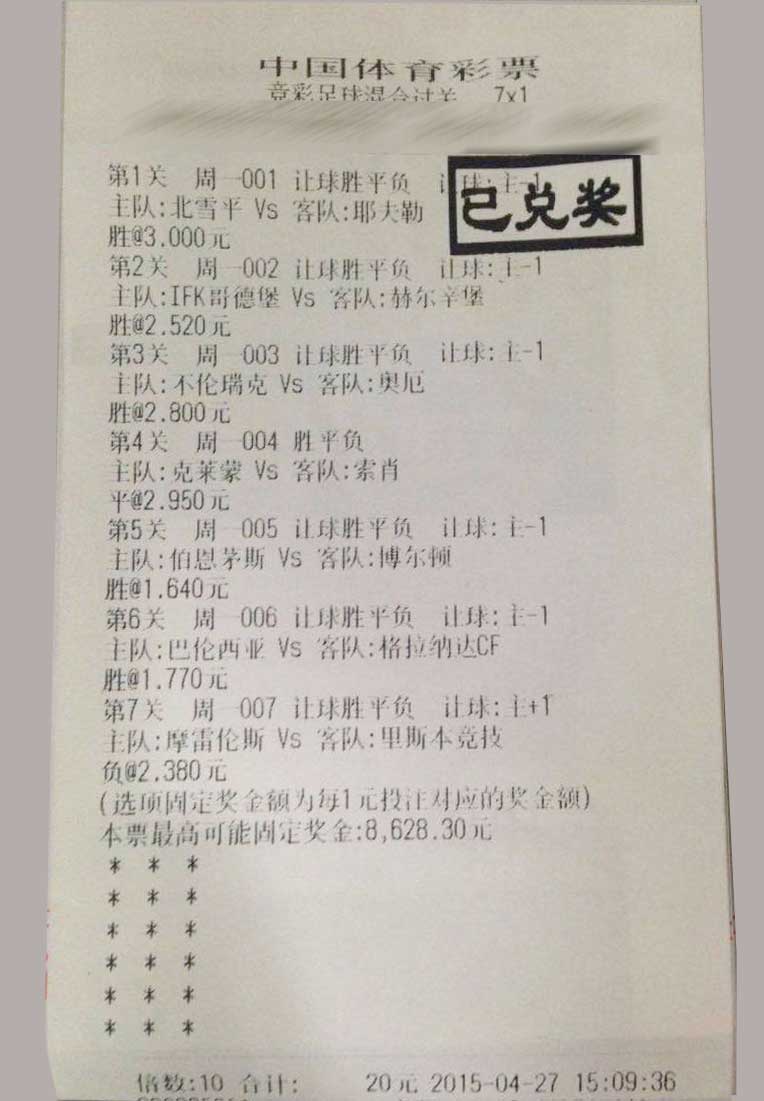 中国体育彩票
竞彩足球混合过关 7x1
第1关 周一001 让球胜平负 让球:主-1
已兑奖
主队:北雪平 Vs 客队:耶夫勒
胜@3.000元
第2关 周一002 让球胜平负 让球:主-1
主队:IFK哥德堡 Vs 客队:赫尔辛堡
胜@2.520元
第3关 周一003 让球胜平负 让球:主-1
主队:不伦瑞克 Vs 客队:奥厄
胜@2.800元
第4关 周一004 胜平负
主队:克莱蒙 Vs 客队:索肖
平@2.950元
第5关 周一005 让球胜平负 让球:主-1
主队:伯恩茅斯 Vs 客队:博尔顿
胜@1.640元
第6关 周一006 让球胜平负 让球:主-1
主队:巴伦西亚 Vs 客队:格拉纳达CF
胜@1.770元
第7关 周一007 让球胜平负 让球:主+1
主队:摩雷伦斯 Vs 客队:里斯本竞技
负@2.380元
(选项固定奖金额为每1元投注对应的奖金额)
本票最高可能固定奖金:8,628.30元
* * *
* * *
* * *
* * *
* * *
* * *
倍数:10 合计: 20元 2015-04-27 15:09:36